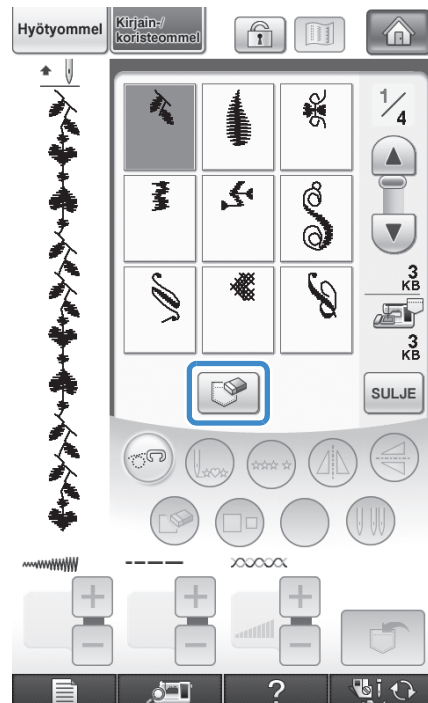 Hyötyommel
Kirjain-/
koristeommel
1/4
3
KB
3
KB
SULJE
?
i